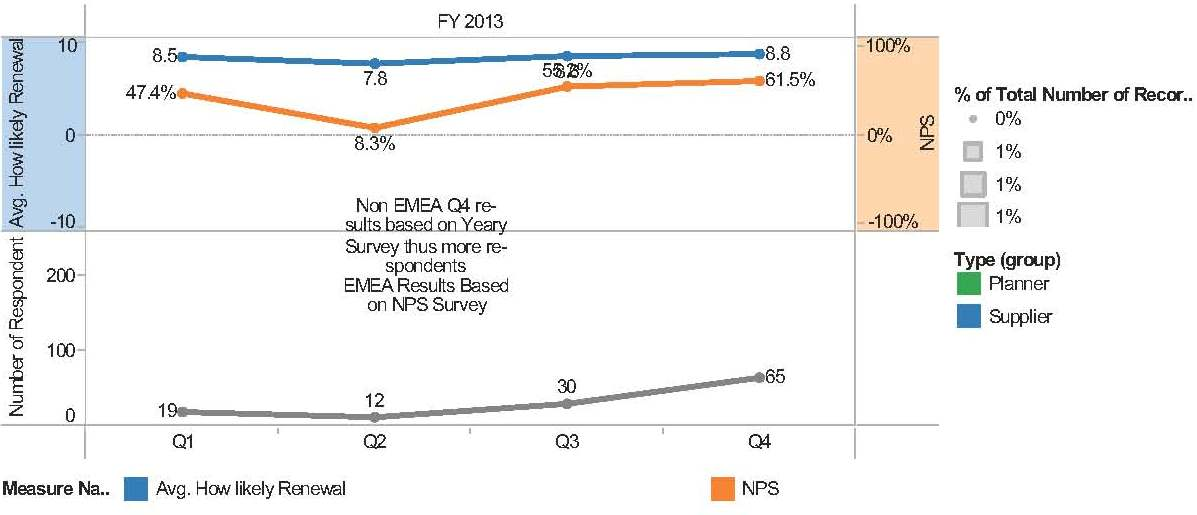 FY 2013
Avg. How likely Renewal
10
0
-10
8.5
7.8
8.8
47.4%
8.3%
61.5%
100%
0%
-100%
NPS
Non EMEA Q4 re-
sults based on Yeary
Survey thus more re-
spondents
EMEA Results Based
on NPS Survey
Number of Respondent
200
100
0
19
12
30
65
Q1
Q2
Q3
Q4
% of Total Number of Recor..
0%
1%
1%
1%
Type (group)
Planner
Supplier
Measure Na..
Avg. How likely Renewal
NPS